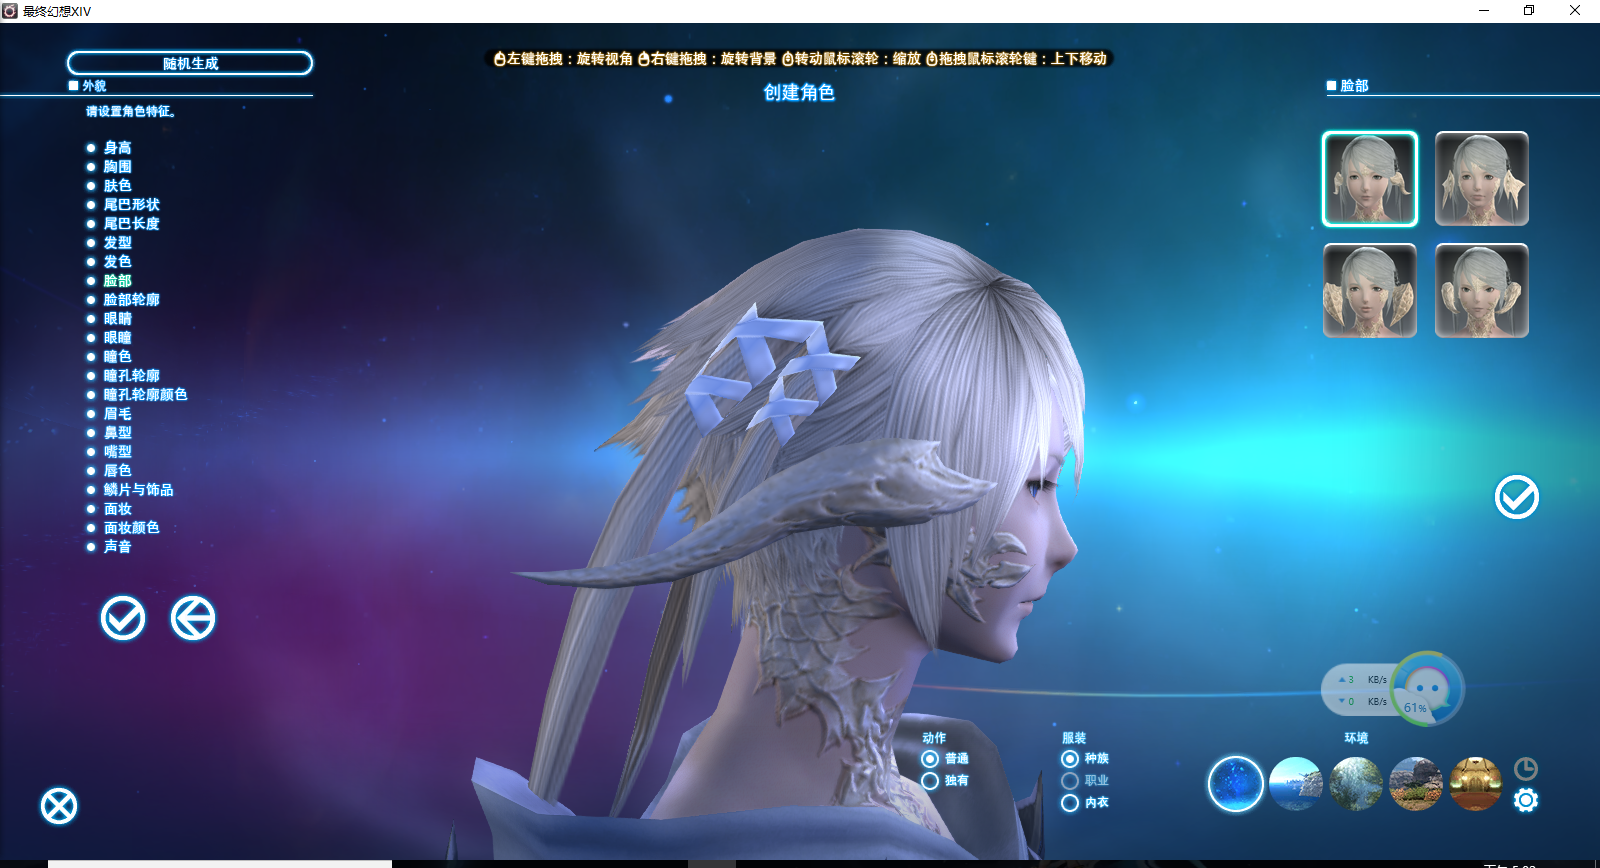 最终幻想XIV
随机生成
外貌
请设置角色特征。
身高
胸围
肤色
尾巴形状
尾巴长度
发型
发色
脸部
脸部轮廓
眼睛
眼瞳
瞳色
瞳孔轮廓
瞳孔轮廓颜色
眉毛
鼻型
嘴型
唇色
鳞片与饰品
面妆
面妆颜色
声音
左键拖拽：旋转视角 右键拖拽：旋转背景 转动鼠标滚轮：缩放 拖拽鼠标滚轮键：上下移动
创建角色
脸部
3 KB/s
0 KB/s
61%
动作
普通
独有
服装
种族
职业
内衣
环境